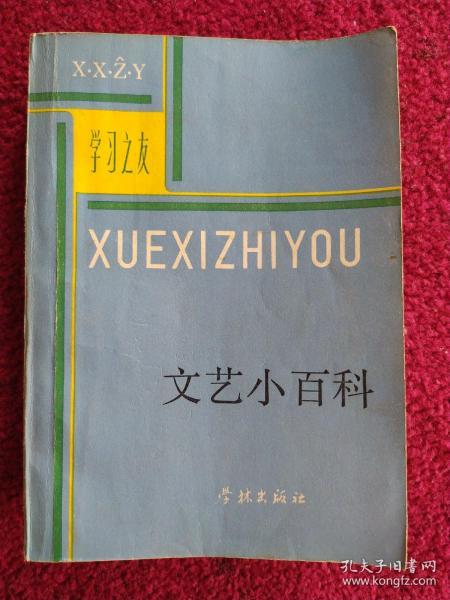 X·X·Ẑ·Y
学习之友
XUEXIZHIYOU
文艺小百科
学林出版社
孔夫子旧书网
www.kongfz.com